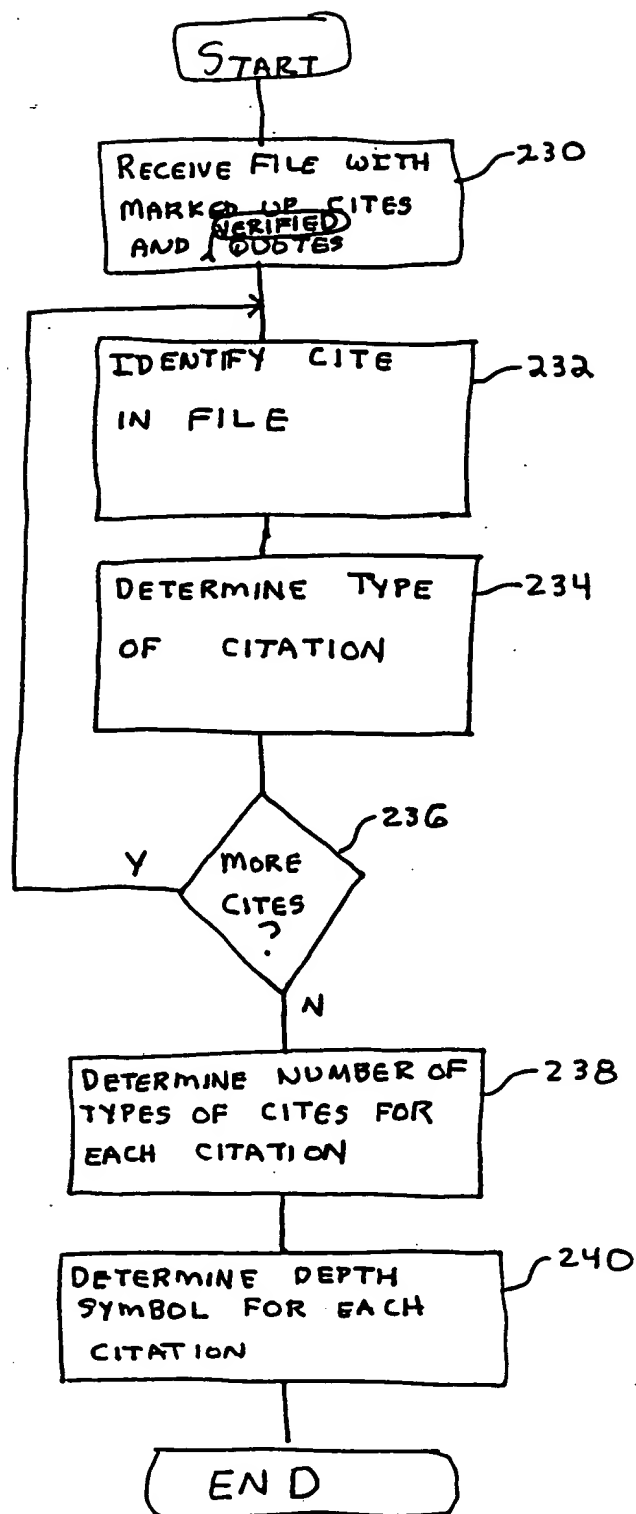 START
RECEIVE FILE WITH
MARKED UP CITES
VERIFIED
AND QUOTES
230
IDENTIFY CITE
IN FILE
232
DETERMINE TYPE
OF CITATION
234
MORE
CITES
?
236
Y
N
DETERMINE NUMBER OF
TYPES OF CITES FOR
EACH CITATION
238
DETERMINE DEPTH
SYMBOL FOR EACH
CITATION
240
END